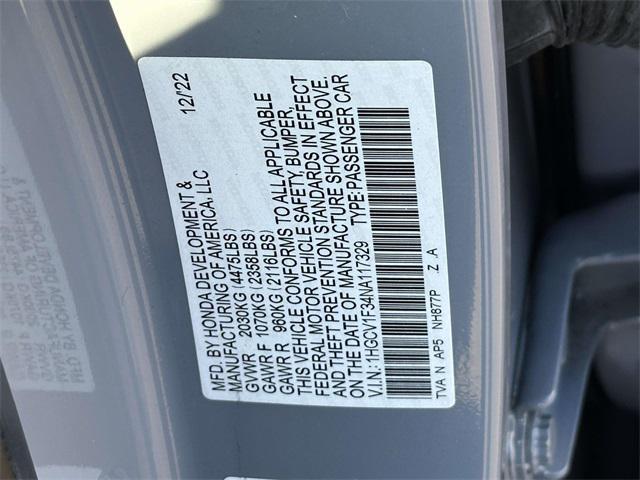 MFD. BY HONDA DEVELOPMENT & 12/22
MANUFACTURING OF AMERICA, LLC
GVWR 2030KG (4475LBS)
GAWR F 1070KG (2358LBS)
GAWR R 960KG (2116LBS)
THIS VEHICLE CONFORMS TO ALL APPLICABLE
FEDERAL MOTOR VEHICLE SAFETY, BUMPER,
AND THEFT PREVENTION STANDARDS IN EFFECT
ON THE DATE OF MANUFACTURE SHOWN ABOVE.
V.I.N: 1HGCV1F34NA117329 TYPE:PASSENGER CAR
TVA N AP5 NH877P Z .A